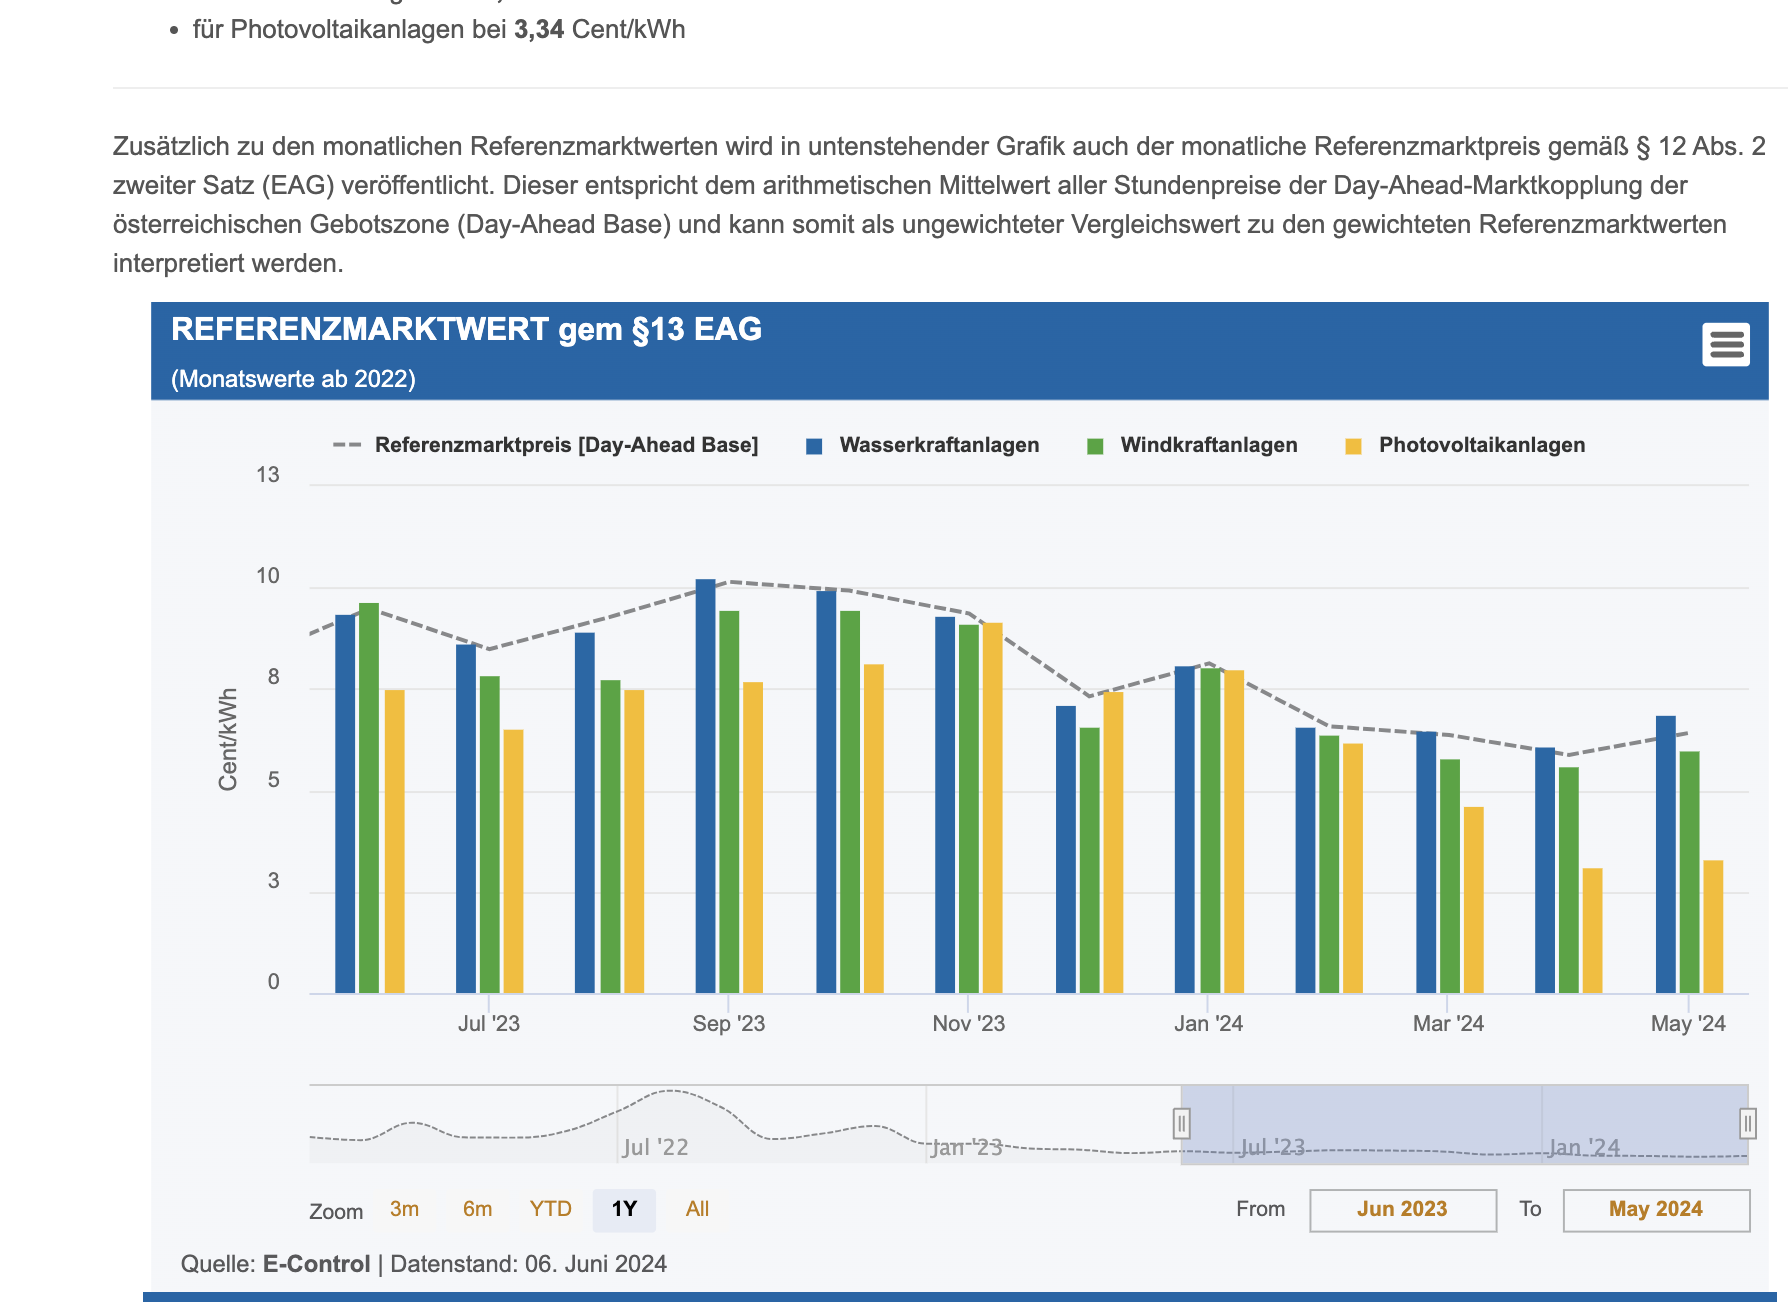 für Photovoltaikanlagen bei 3,34 Cent/kWh
Zusätzlich zu den monatlichen Referenzmarktwerten wird in untenstehender Grafik auch der monatliche Referenzmarktpreis gemäß § 12 Abs. 2
zweiter Satz (EAG) veröffentlicht. Dieser entspricht dem arithmetischen Mittelwert aller Stundenpreise der Day-Ahead-Marktkopplung der
österreichischen Gebotszone (Day-Ahead Base) und kann somit als ungewichteter Vergleichswert zu den gewichteten Referenzmarktwerten
interpretiert werden.
REFERENZMARKTWERT gem §13 EAG
(Monatswerte ab 2022)
Referenzmarktpreis [Day-Ahead Base] Wasserkraftanlagen Windkraftanlagen Photovoltaikanlagen
13
10
8
5
3
0
Cent/kWh
Jul '23 Sep '23 Nov '23 Jan '24 Mar '24 May '24
Jul '22 Jan '23 Jul '23 Jan '24
Zoom 3m 6m YTD 1Y All From Jun 2023 To May 2024
Quelle: E-Control | Datenstand: 06. Juni 2024